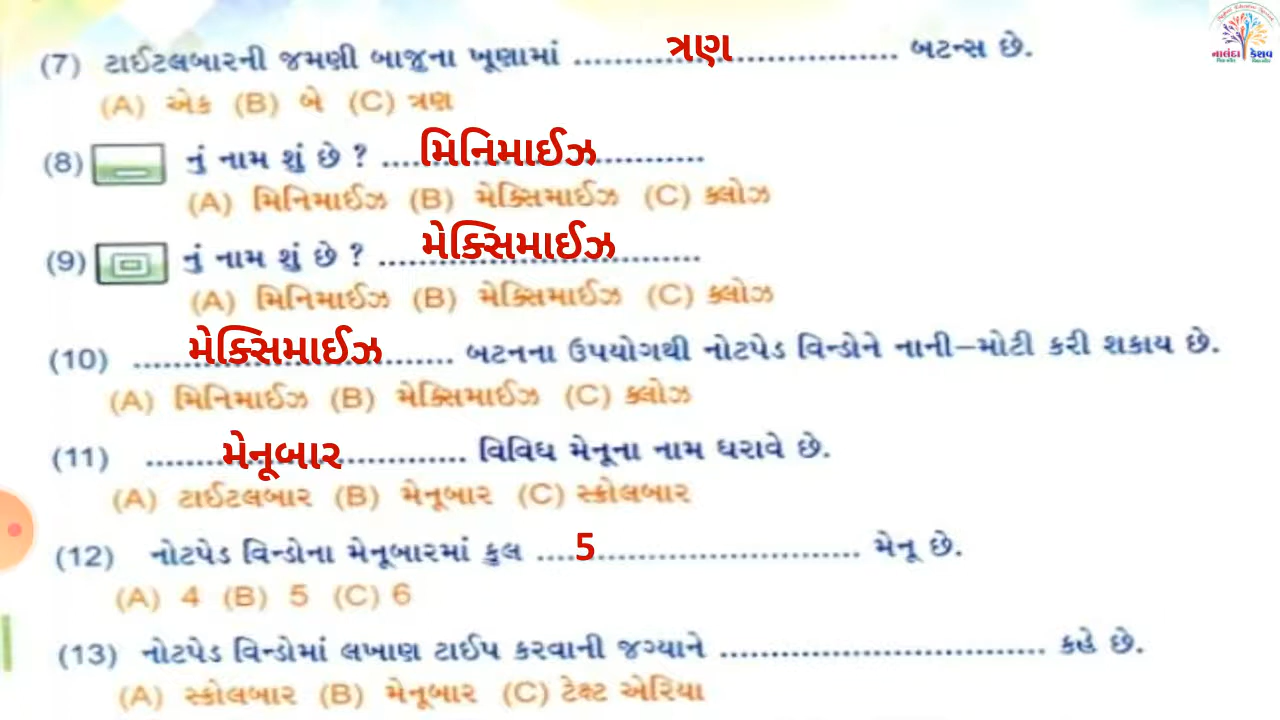 (7) ટાઈટલબારની જમણી બાજુના ખૂણામાં ........ ત્રણ ........ બટન્સ છે.
નાલંદા કેશવ
(A) એક (B) બે (C) ત્રણ
(8) નું નામ શું છે ? .... મિનિમાઈઝ ............
(A) મિનિમાઈઝ (B) મેક્સિમાઈઝ (C) ક્લોઝ
(9) નું નામ શું છે ? .... મેક્સિમાઈઝ ............
(A) મિનિમાઈઝ (B) મેક્સિમાઈઝ (C) ક્લોઝ
(10) ...... મેક્સિમાઈઝ ........ બટનના ઉપયોગથી નોટપેડ વિન્ડોને નાની–મોટી કરી શકાય છે.
(A) મિનિમાઈઝ (B) મેક્સિમાઈઝ (C) ક્લોઝ
(11) ........ મેનૂબાર ............ વિવિધ મેનૂના નામ ધરાવે છે.
(A) ટાઈટલબાર (B) મેનૂબાર (C) સ્ક્રોલબાર
(12) નોટપેડ વિન્ડોના મેનૂબારમાં કુલ .... 5 ........................... મેનૂ છે.
(A) 4 (B) 5 (C) 6
(13) નોટપેડ વિન્ડોમાં લખાણ ટાઈપ કરવાની જગ્યાને ................................. કહે છે.
(A) સ્ક્રોલબાર (B) મેનૂબાર (C) ટેક્ષ્ટ એરિયા